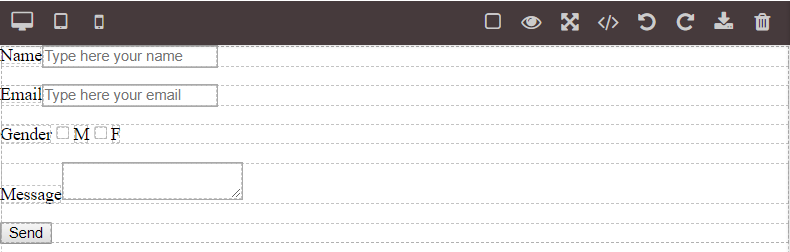 Name Type here your name
Email Type here your email
Gender M F
Message
Send